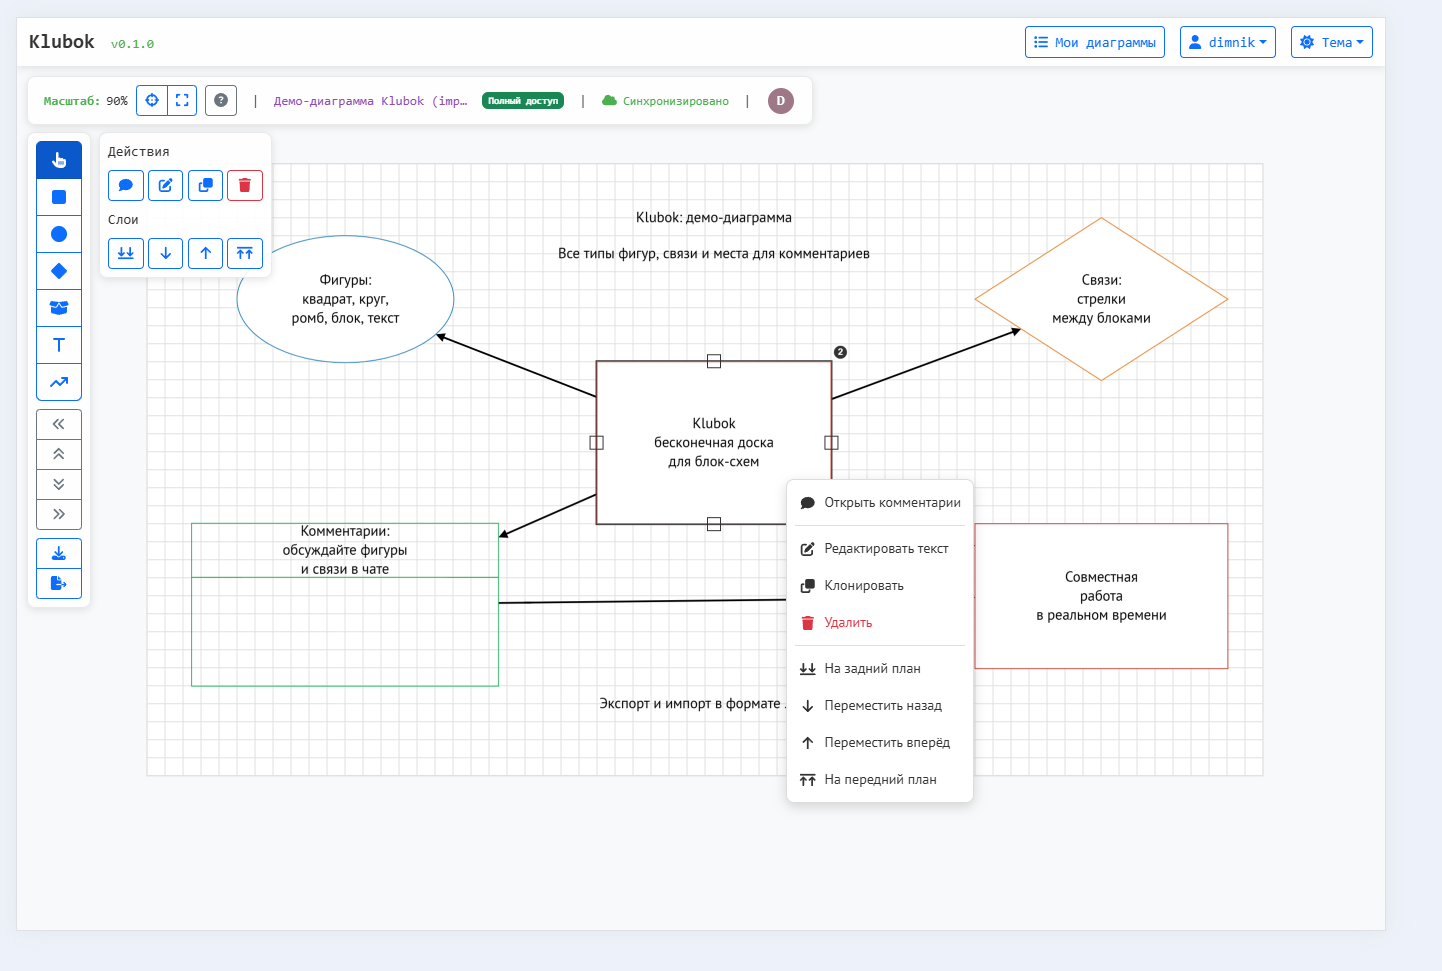 Klubok v0.1.0
Мои диаграммы
dimnik
Тема
Масштаб: 90%
?
|
Демо-диаграмма Klubok (imp…
Полный доступ
|
Синхронизировано
|
D
Действия
Слои
T
Klubok: демо-диаграмма
Все типы фигур, связи и места для комментариев
Фигуры:
квадрат, круг,
ромб, блок, текст
Связи:
стрелки
между блоками
2
Klubok
бесконечная доска
для блок-схем
Комментарии:
обсуждайте фигуры
и связи в чате
Совместная
работа
в реальном времени
Экспорт и импорт в формате .
Открыть комментарии
Редактировать текст
Клонировать
Удалить
На задний план
Переместить назад
Переместить вперёд
На передний план